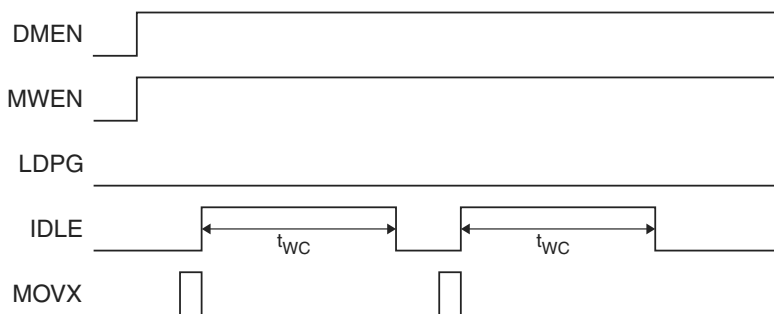 DMEN
MWEN
LDPG
IDLE
tWC tWC
MOVX